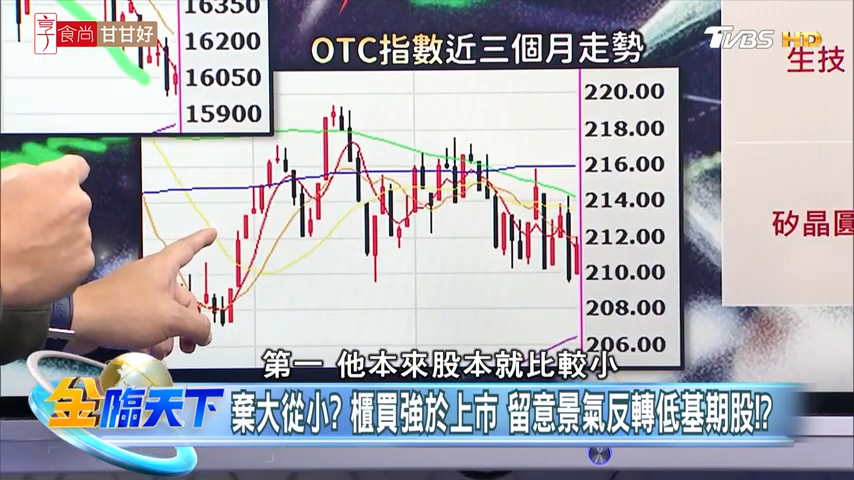 亨食尚 甘甘好
TVBS HD
16350
16200
16050
15900
OTC指數近三個月走勢
220.00
218.00
216.00
214.00
212.00
210.00
208.00
206.00
生技
矽晶圓
第一 他本來股本就比較小
金臨天下
棄大從小? 櫃買強於上市 留意景氣反轉低基期股!?